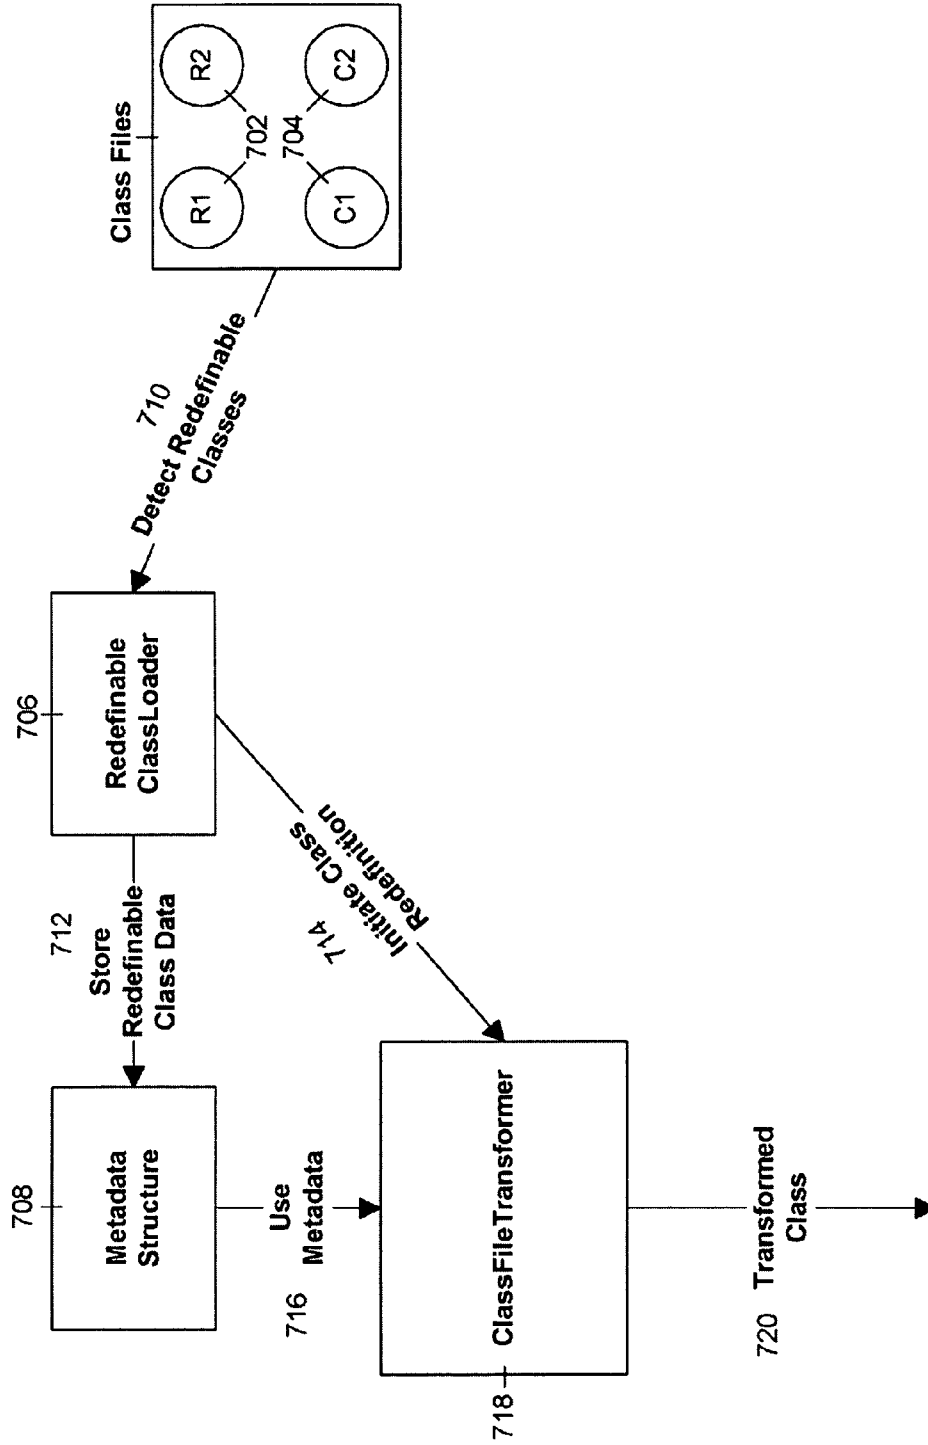 Class Files
R1
R2
702
704
C1
C2
710
Detect Redefinable
Classes
706
Redefinable
ClassLoader
712
Store
Redefinable
Class Data
714
Initiate Class
Redefinition
708
Metadata
Structure
716
Use
Metadata
718
ClassFileTransformer
720
Transformed
Class